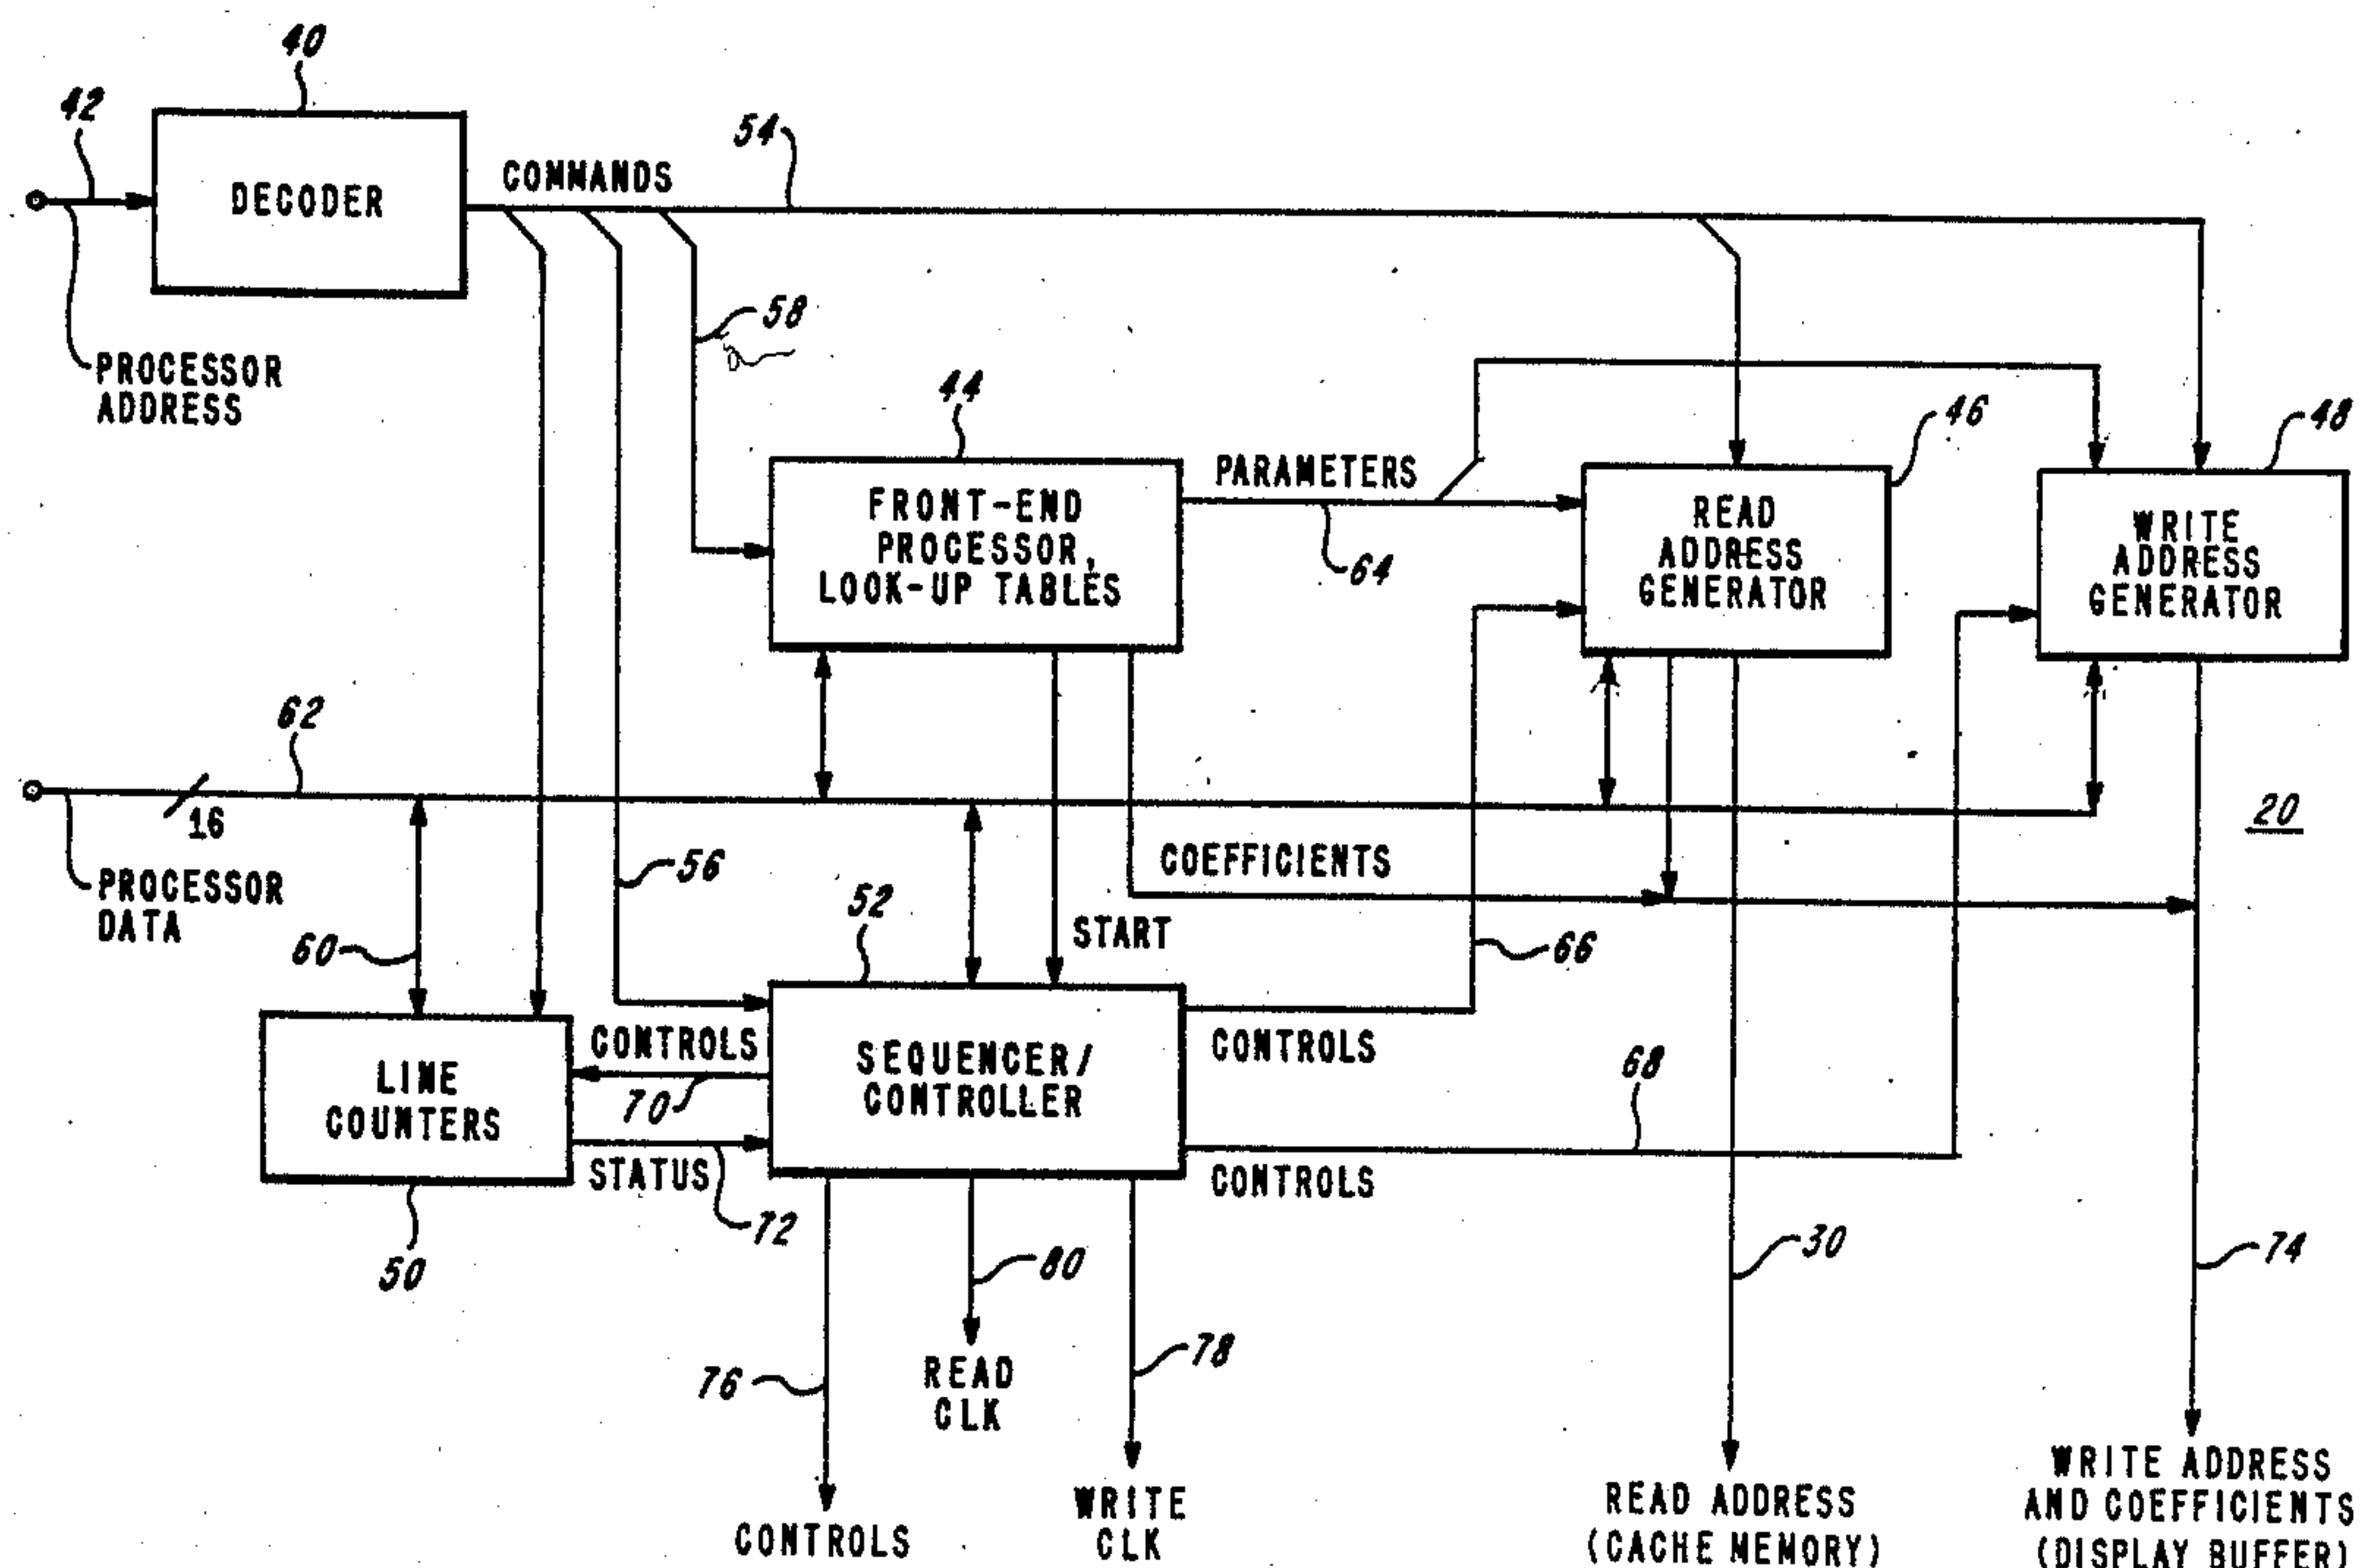 40
42
DECODER
COMMANDS
54
PROCESSOR
ADDRESS
58
44
46
48
FRONT-END
PROCESSOR,
LOOK-UP TABLES
PARAMETERS
64
READ
ADDRESS
GENERATOR
WRITE
ADDRESS
GENERATOR
62
16
PROCESSOR
DATA
20
56
COEFFICIENTS
60
52
START
66
LINE
COUNTERS
CONTROLS
70
STATUS
72
50
SEQUENCER/
CONTROLLER
CONTROLS
68
CONTROLS
80
30
74
76
READ
CLK
78
CONTROLS
WRITE
CLK
READ ADDRESS
(CACHE MEMORY)
WRITE ADDRESS
AND COEFFICIENTS
(DISPLAY BUFFER)